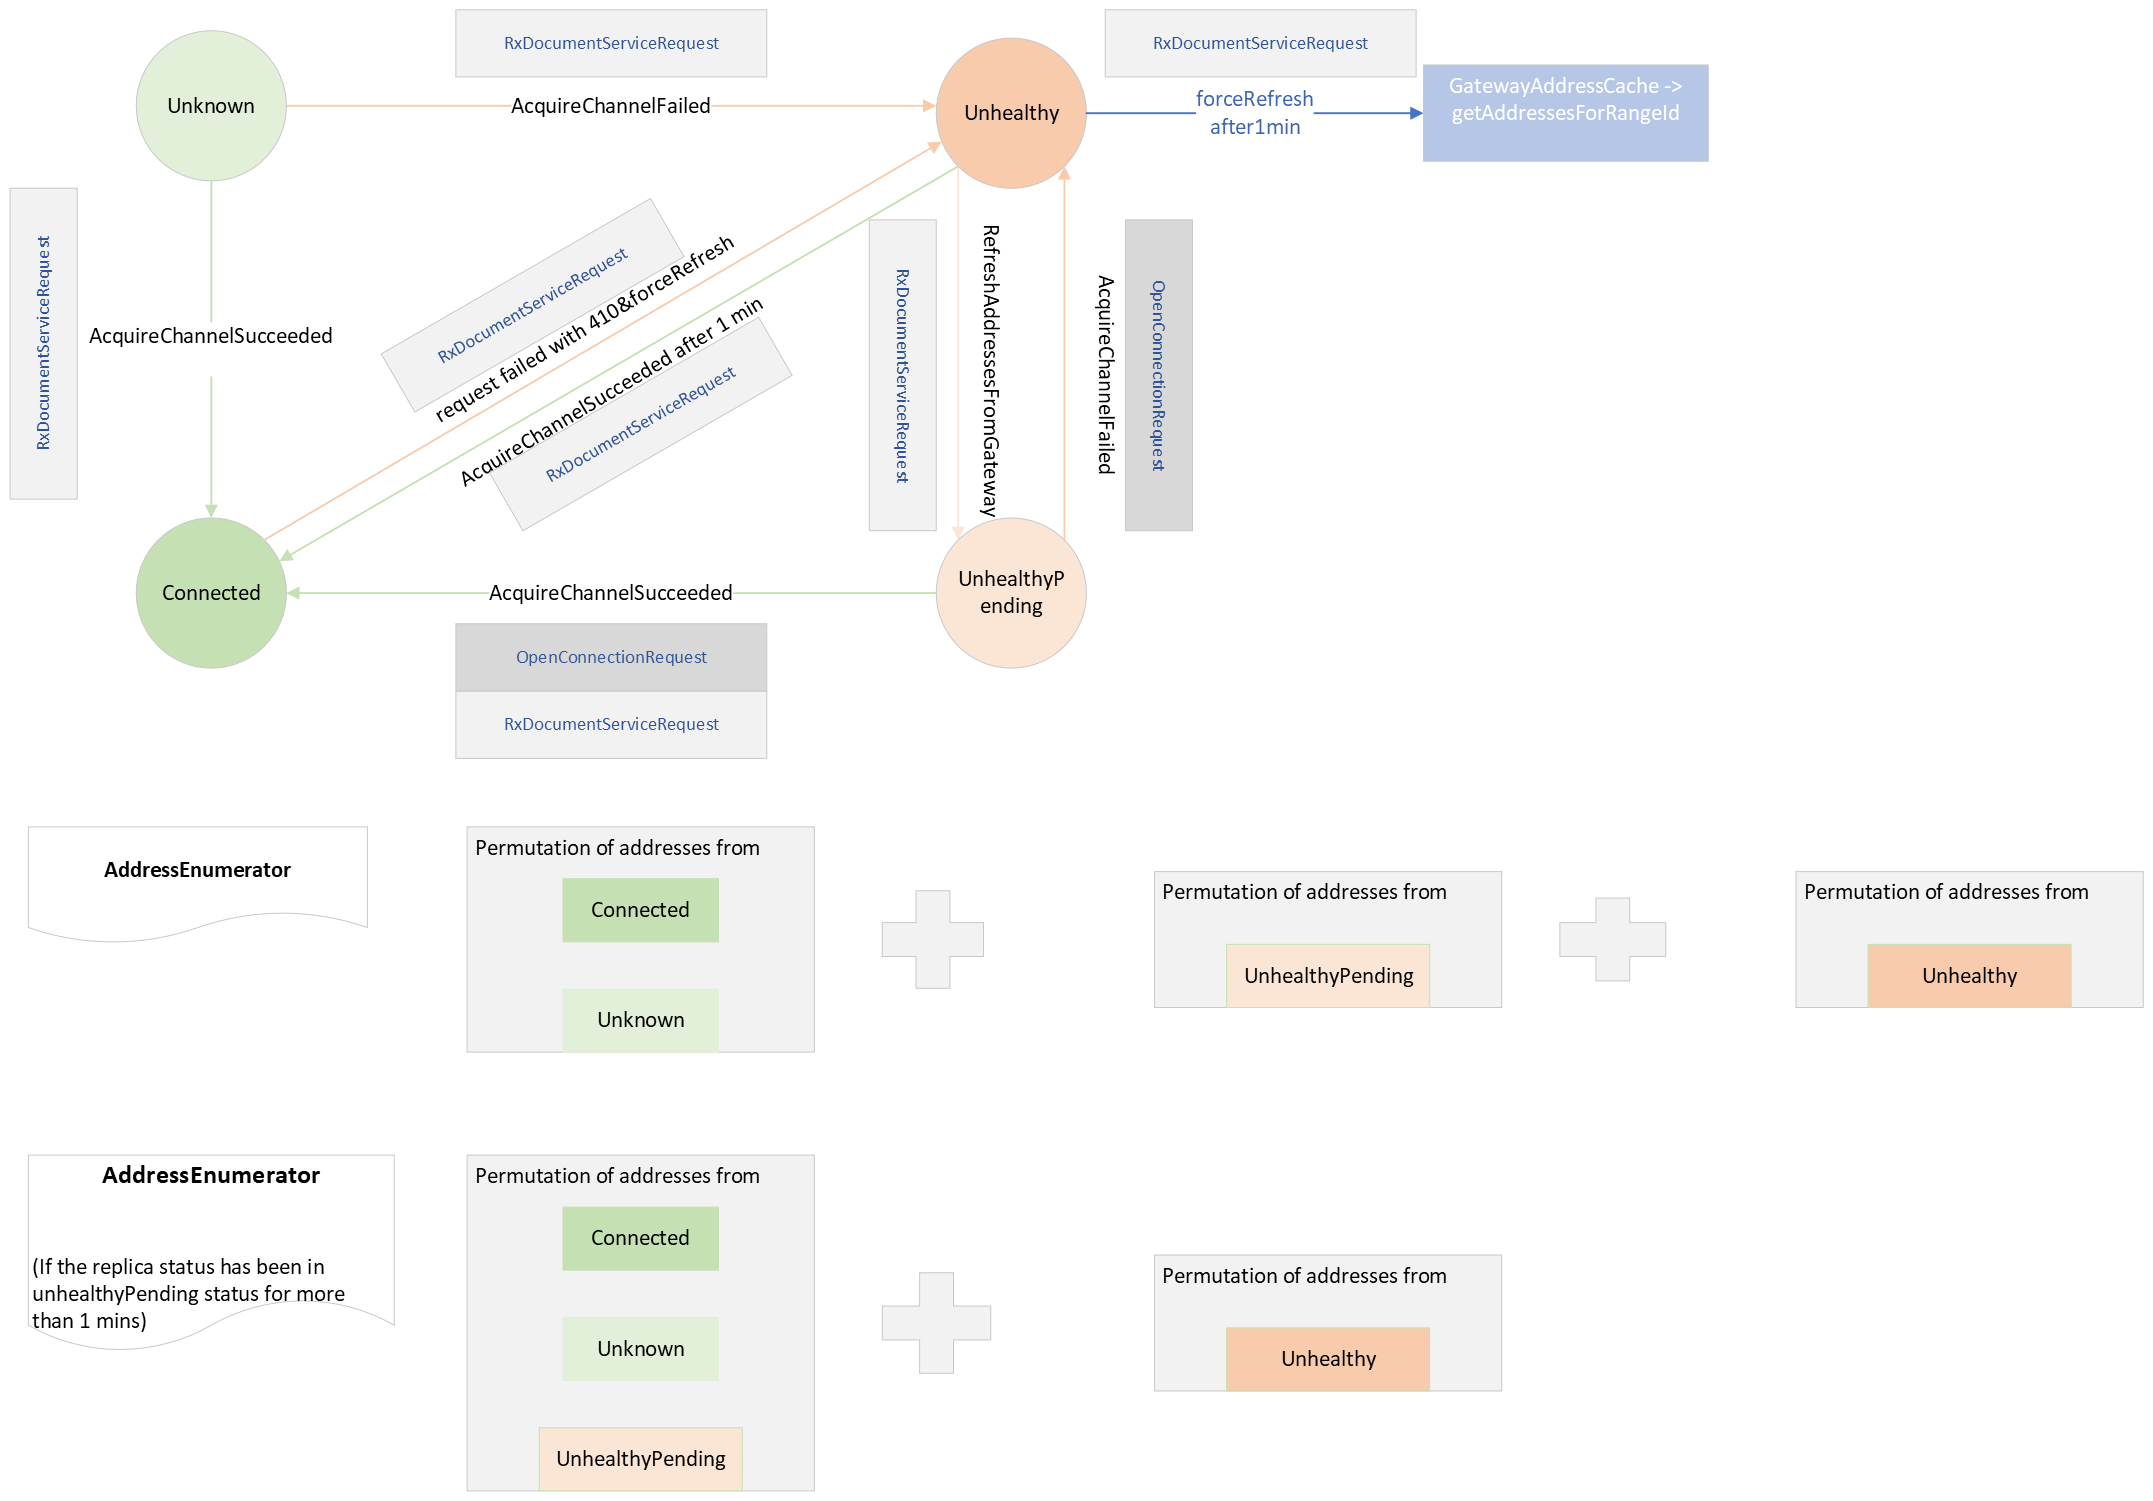 RxDocumentServiceRequest
RxDocumentServiceRequest
Unknown
AcquireChannelFailed
Unhealthy
forceRefresh
after1min
GatewayAddressCache ->
getAddressesForRangeId
RxDocumentServiceRequest
AcquireChannelSucceeded
RxDocumentServiceRequest
request failed with 410&forceRefresh
AcquireChannelSucceeded after 1 min
RxDocumentServiceRequest
RxDocumentServiceRequest
RefreshAddressesFromGateway
AcquireChannelFailed
OpenConnectionRequest
Connected
AcquireChannelSucceeded
UnhealthyP
ending
OpenConnectionRequest
RxDocumentServiceRequest
AddressEnumerator
Permutation of addresses from
Connected
Unknown
Permutation of addresses from
UnhealthyPending
Permutation of addresses from
Unhealthy
AddressEnumerator
(If the replica status has been in
unhealthyPending status for more
than 1 mins)
Permutation of addresses from
Connected
Unknown
UnhealthyPending
Permutation of addresses from
Unhealthy